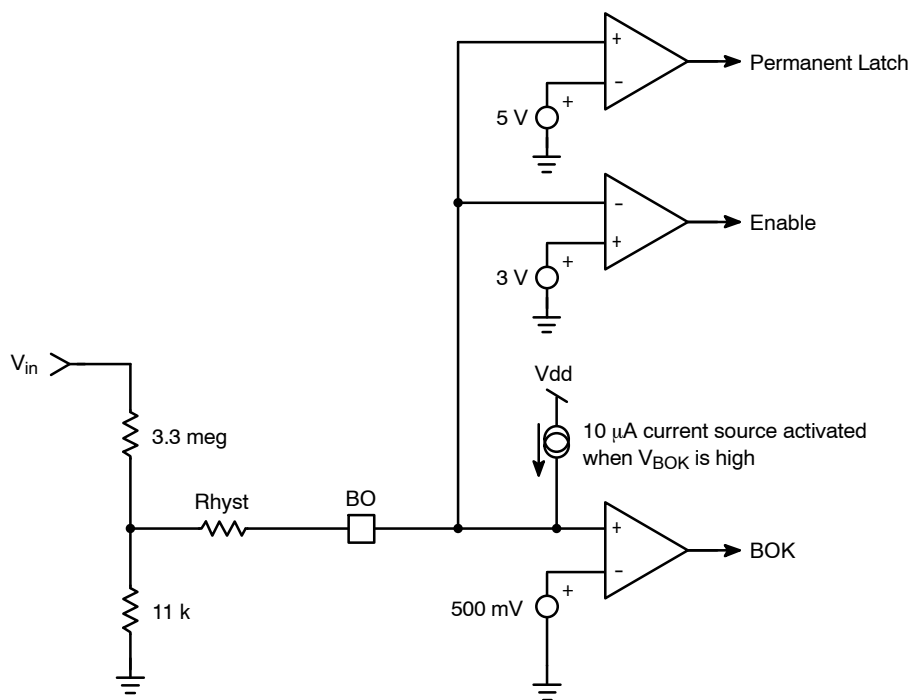 +
Permanent Latch
-
+
5 V
-
Enable
+
+
3 V
Vin
Vdd
3.3 meg
10 μA current source activated
when VBOK is high
Rhyst
BO
+
BOK
-
+
500 mV
11 k